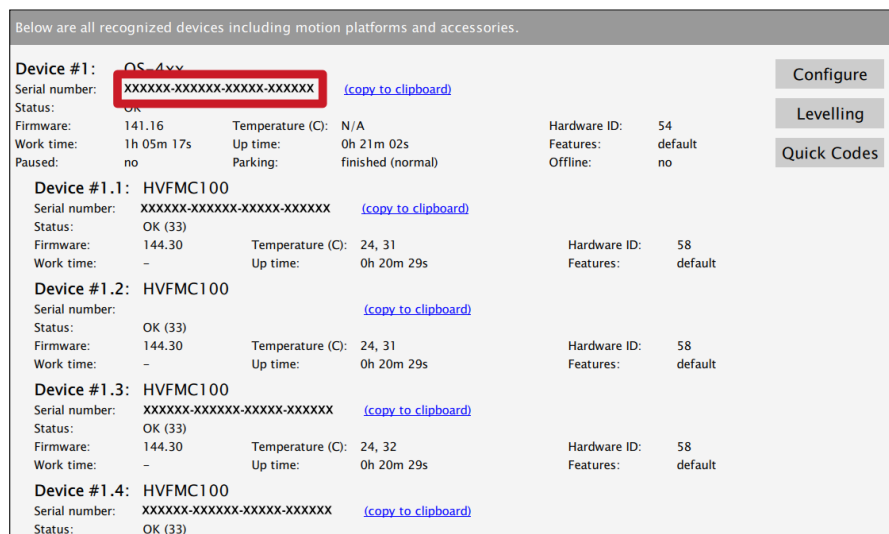 Below are all recognized devices including motion platforms and accessories.
Device #1: QS-4xx
Serial number: XXXXXX-XXXXXX-XXXXX-XXXXXX (copy to clipboard)
Status: OK
Firmware: 141.16 Temperature (C): N/A Hardware ID: 54
Work time: 1h 05m 17s Up time: 0h 21m 02s Features: default
Paused: no Parking: finished (normal) Offline: no
Configure
Levelling
Quick Codes
Device #1.1: HVFMC100
Serial number: XXXXXX-XXXXXX-XXXXX-XXXXXX (copy to clipboard)
Status: OK (33)
Firmware: 144.30 Temperature (C): 24, 31 Hardware ID: 58
Work time: – Up time: 0h 20m 29s Features: default
Device #1.2: HVFMC100
Serial number: (copy to clipboard)
Status: OK (33)
Firmware: 144.30 Temperature (C): 24, 31 Hardware ID: 58
Work time: – Up time: 0h 20m 29s Features: default
Device #1.3: HVFMC100
Serial number: XXXXXX-XXXXXX-XXXXX-XXXXXX (copy to clipboard)
Status: OK (33)
Firmware: 144.30 Temperature (C): 24, 32 Hardware ID: 58
Work time: – Up time: 0h 20m 29s Features: default
Device #1.4: HVFMC100
Serial number: XXXXXX-XXXXXX-XXXXX-XXXXXX (copy to clipboard)
Status: OK (33)